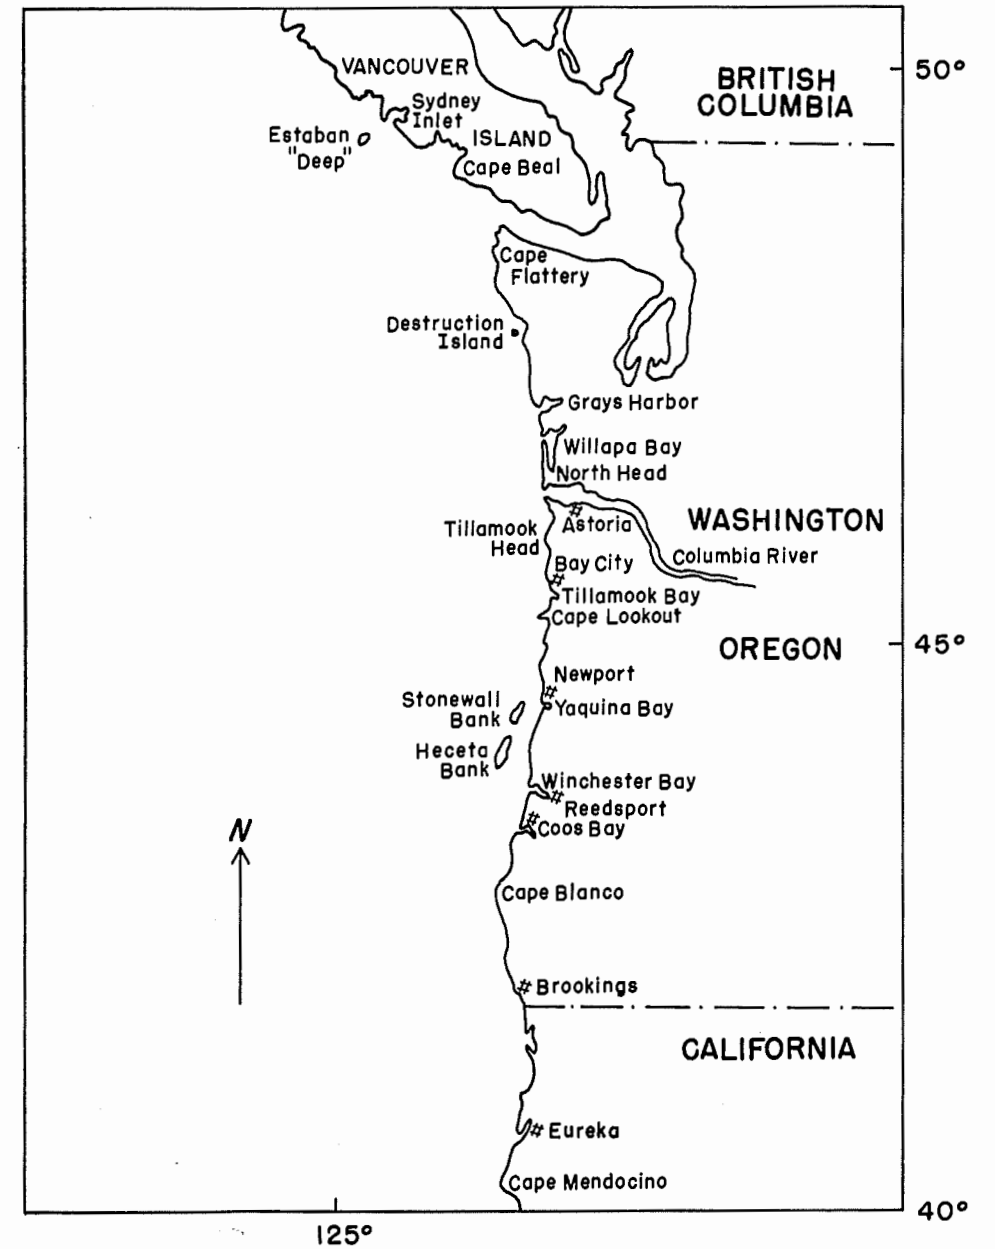 50°
VANCOUVER
BRITISH
COLUMBIA
Sydney
Inlet
Estaban
"Deep"
ISLAND
Cape Beal
Cape
Flattery
Destruction
Island
Grays Harbor
Willapa Bay
North Head
WASHINGTON
# Astoria
Tillamook
Head
Columbia River
Bay City
#
Tillamook Bay
Cape Lookout
45°
OREGON
Newport
#
Stonewall
Bank
Yaquina Bay
Heceta
Bank
Winchester Bay
#
Reedsport
#
Coos Bay
N
Cape Blanco
# Brookings
CALIFORNIA
# Eureka
Cape Mendocino
40°
125°